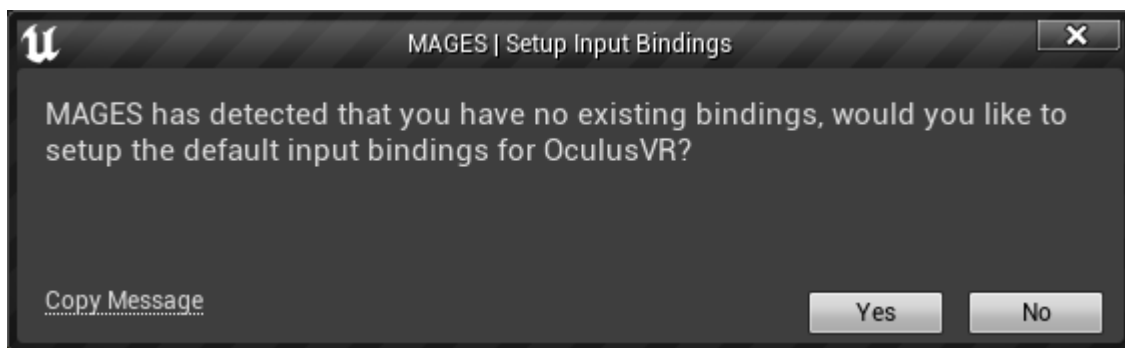 MAGES | Setup Input Bindings
MAGES has detected that you have no existing bindings, would you like to
setup the default input bindings for OculusVR?
Copy Message
Yes
No